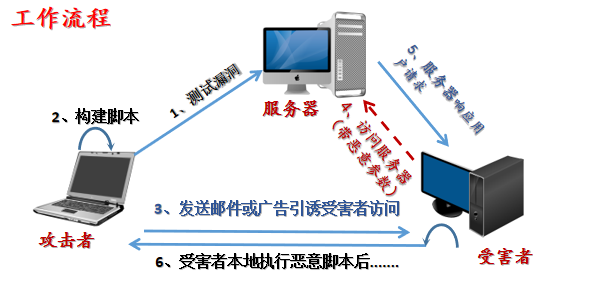 工作流程
1、测试漏洞
服务器
5、服务器响应用
户请求
2、构建脚本
4、访问服务器
(带恶意参数)
3、发送邮件或广告引诱受害者访问
攻击者
受害者
6、受害者本地执行恶意脚本后.......